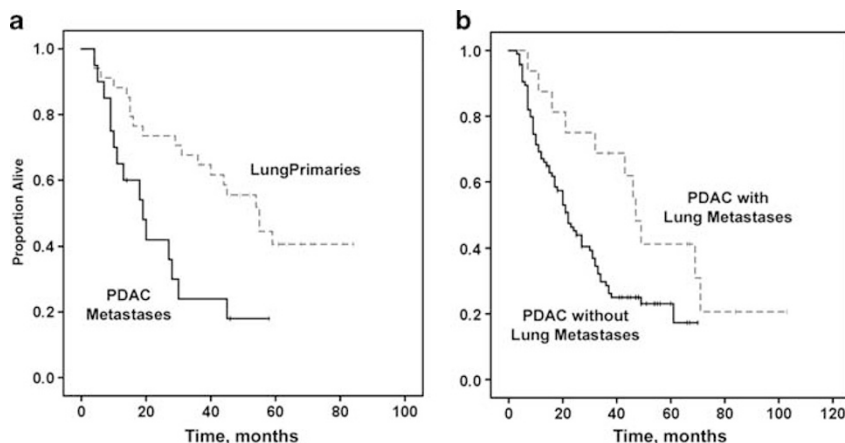 a
1.0
0.8
0.6
0.4
0.2
0.0
Proportion Alive
LungPrimaries
PDAC
Metastases
0 20 40 60 80 100
Time, months
b
1.0
0.8
0.6
0.4
0.2
0.0
PDAC with
Lung Metastases
PDAC without
Lung Metastases
0 20 40 60 80 100 120
Time, months